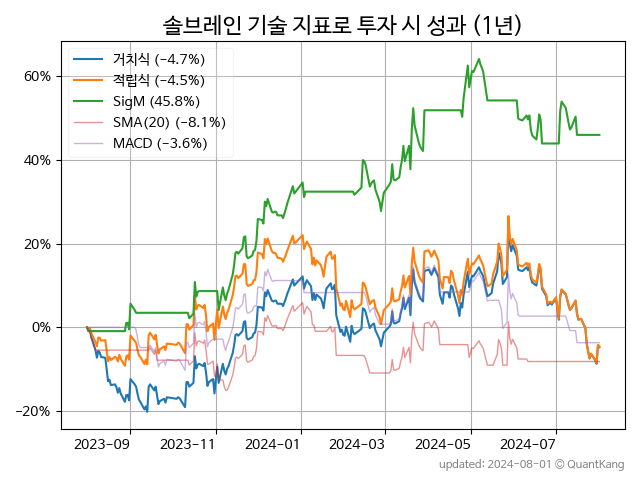 솔브레인 기술 지표로 투자 시 성과 (1년)
거치식 (−4.7%)
적립식 (−4.5%)
SigM (45.8%)
SMA(20) (−8.1%)
MACD (−3.6%)
60%
40%
20%
0%
−20%
2023-09 2023-11 2024-01 2024-03 2024-05 2024-07
updated: 2024-08-01 © QuantKang